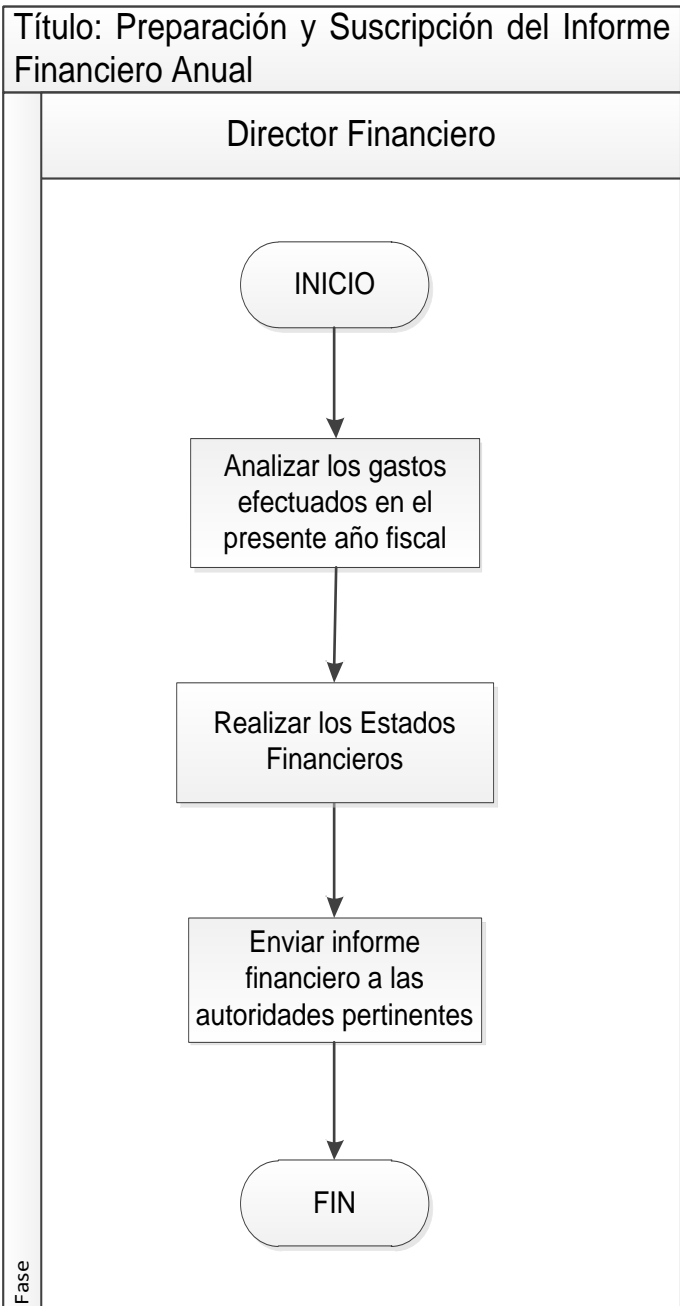 Título: Preparación y Suscripción del Informe
Financiero Anual
Director Financiero
INICIO
Analizar los gastos
efectuados en el
presente año fiscal
Realizar los Estados
Financieros
Enviar informe
financiero a las
autoridades pertinentes
FIN
Fase